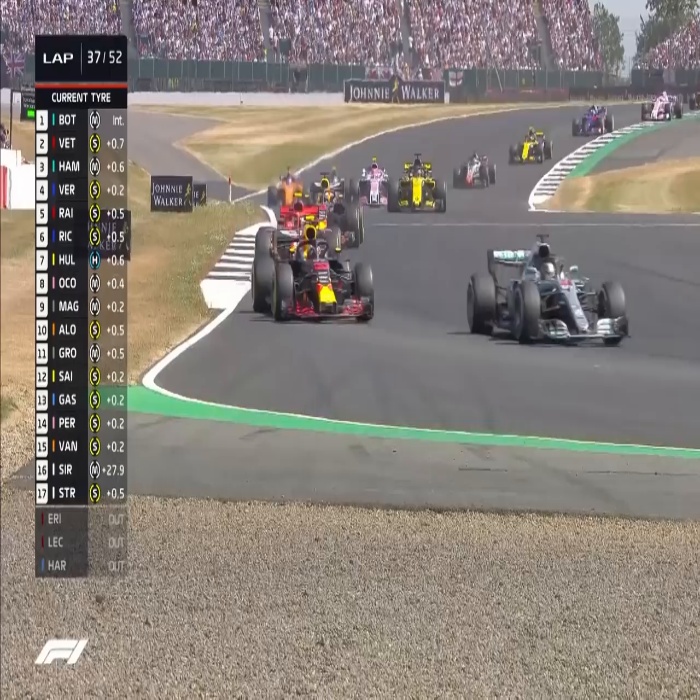 LAP 37/52
CURRENT TYRE
1 BOT M Int.
2 VET S +0.7
3 HAM M +0.6
4 VER S +0.2
5 RAI S +0.5
6 RIC S +0.5
7 HUL H +0.6
8 OCO M +0.4
9 MAG M +0.2
10 ALO S +0.5
11 GRO M +0.5
12 SAI S +0.2
13 GAS S +0.2
14 PER S +0.2
15 VAN S +0.2
16 SIR M +27.9
17 STR S +0.5
ERI OUT
LEC OUT
HAR OUT
JOHNNIE WALKER
JOHNNIE
WALKER
F1